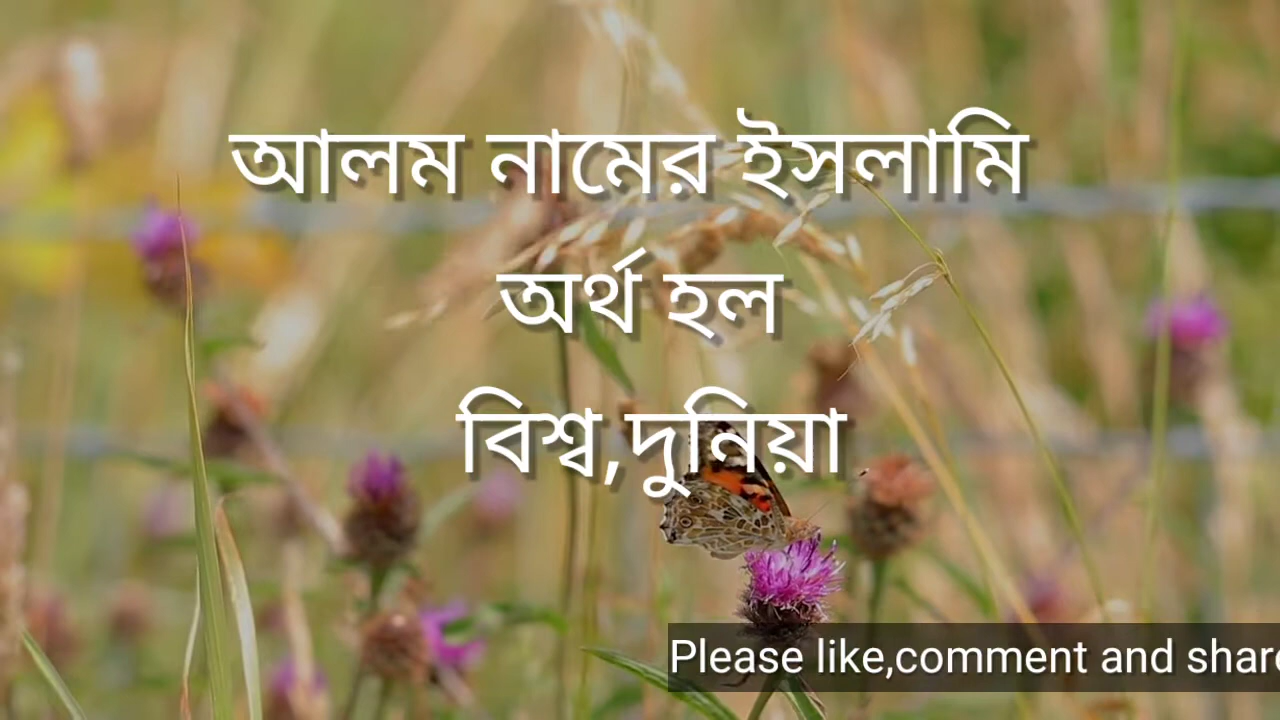 আলম নামের ইসলামি
অর্থ হল
বিশ্ব,দুনিয়া
Please like,comment and share